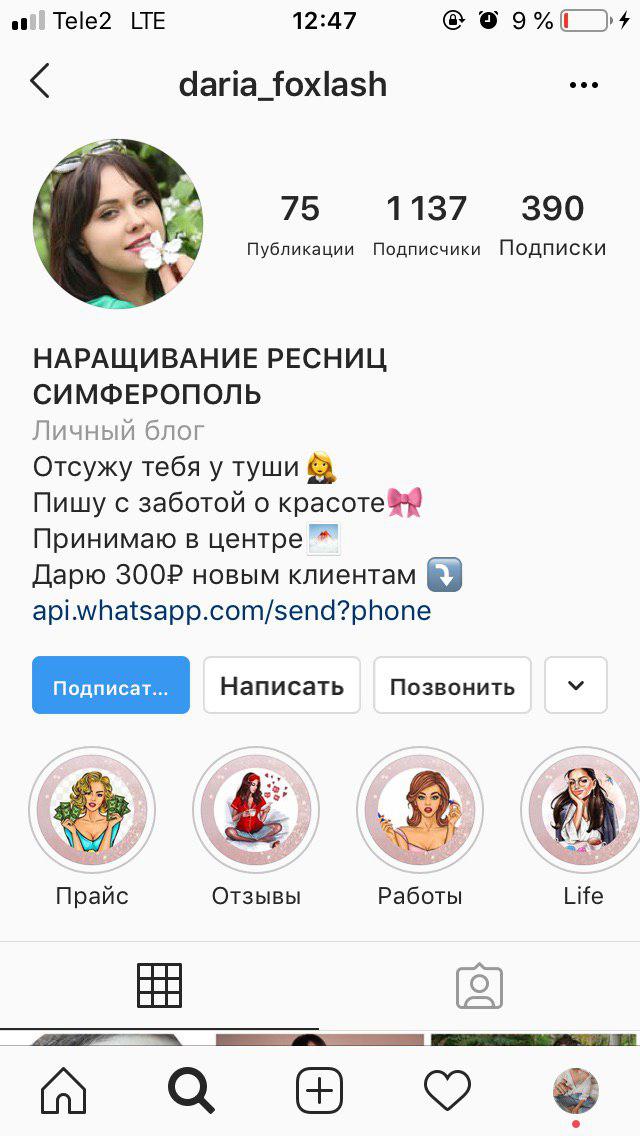 Tele2 LTE 12:47 9 %
daria_foxlash
75 1 137 390
Публикации Подписчики Подписки
НАРАЩИВАНИЕ РЕСНИЦ
СИМФЕРОПОЛЬ
Личный блог
Отсужу тебя у туши👩‍⚖️
Пишу с заботой о красоте🎀
Принимаю в центре🗻
Дарю 300₽ новым клиентам ⤵️
api.whatsapp.com/send?phone
Подписат... Написать Позвонить
Прайс Отзывы Работы Life